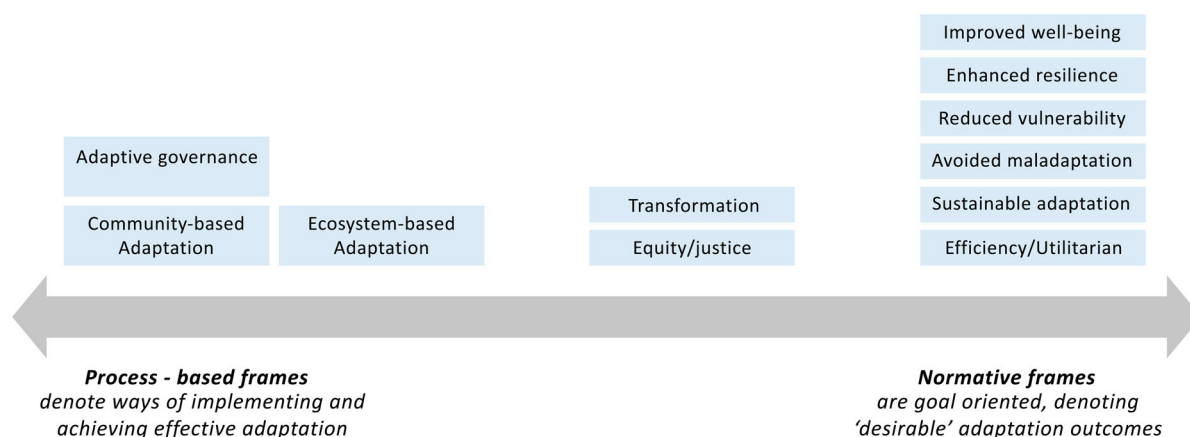 Improved well-being
Enhanced resilience
Reduced vulnerability
Adaptive governance
Avoided maladaptation
Transformation
Sustainable adaptation
Community-based
Adaptation
Ecosystem-based
Adaptation
Equity/justice
Efficiency/Utilitarian
Process - based frames
denote ways of implementing and
achieving effective adaptation
Normative frames
are goal oriented, denoting
‘desirable’ adaptation outcomes